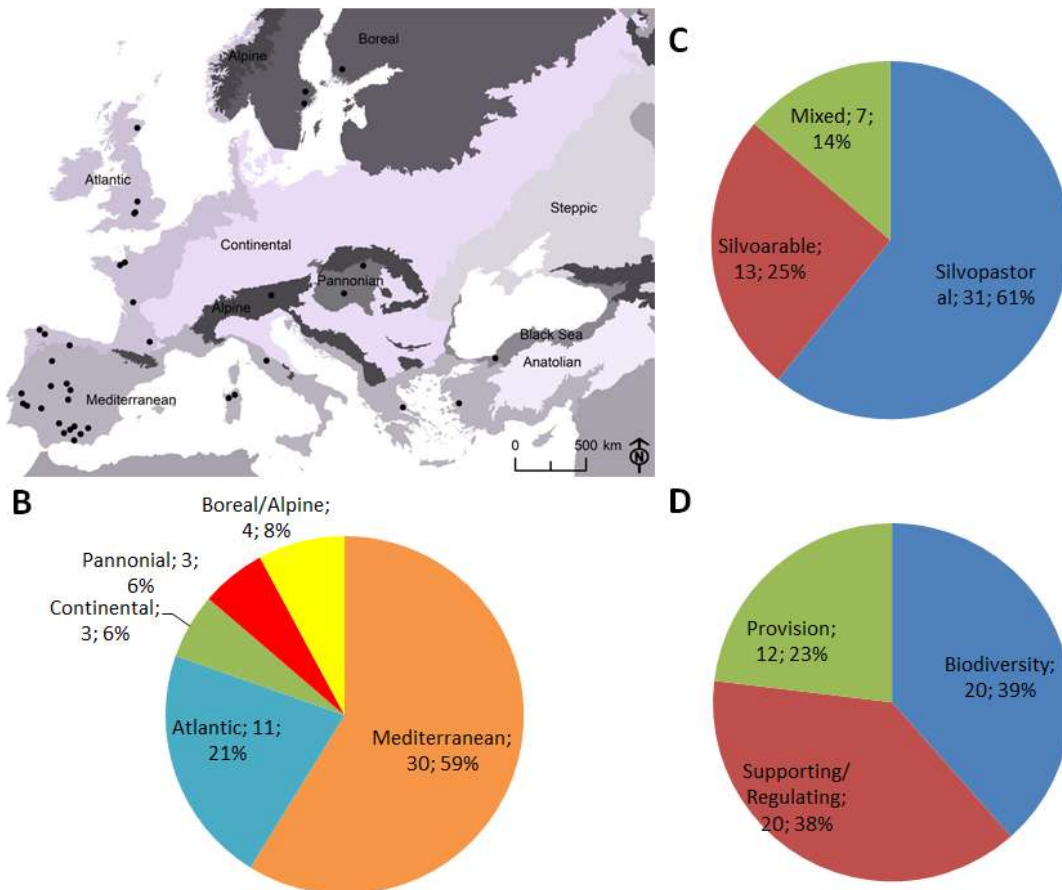 Boreal
Alpine
Atlantic
Steppic
Continental
Pannonian
Alpine
Black Sea
Anatolian
Mediterranean
0 500 km
N
C
Mixed; 7;
14%
Silvoarable;
13; 25%
Silvopastor
al; 31; 61%
B
Boreal/Alpine;
4; 8%
Pannonial; 3;
6%
Continental;
3; 6%
Atlantic; 11;
21%
Mediterranean;
30; 59%
D
Provision;
12; 23%
Biodiversity;
20; 39%
Supporting/
Regulating;
20; 38%